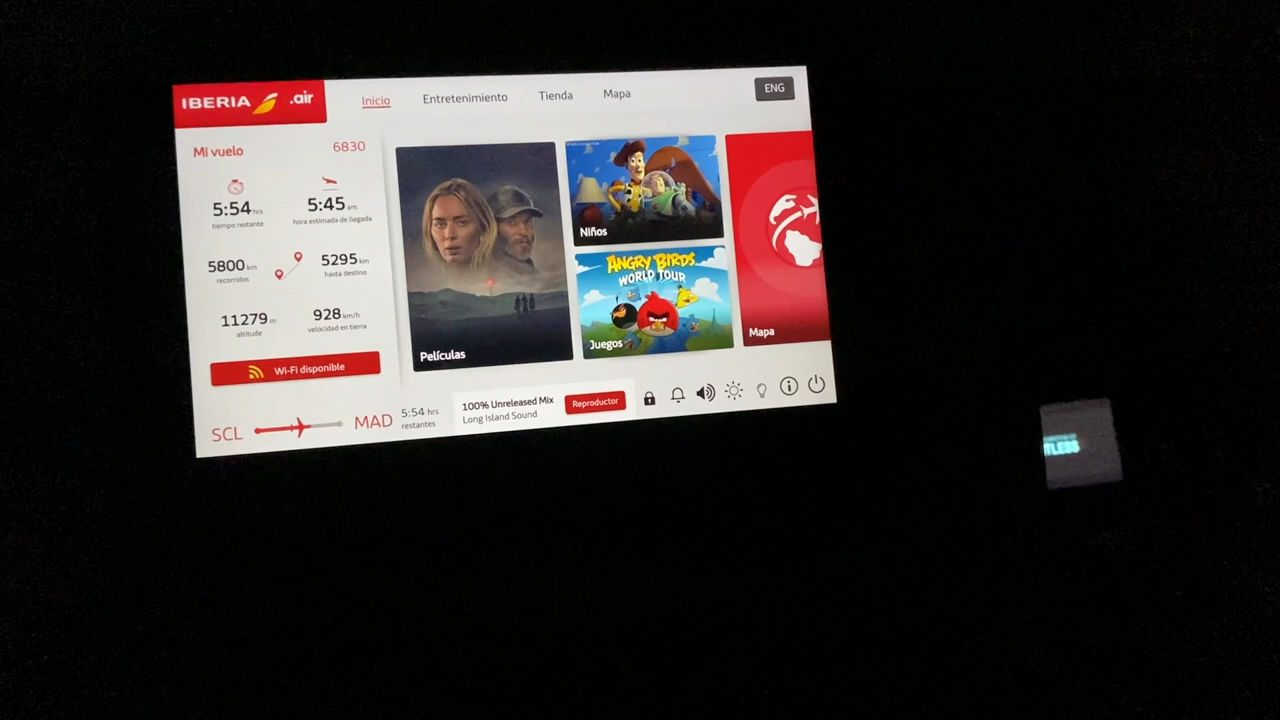 IBERIA .air
Inicio Entretenimiento Tienda Mapa ENG
Mi vuelo 6830
5:54 hrs
tiempo restante
5:45 am
hora estimada de llegada
5800 km
recorridos
5295 km
hasta destino
11279 m
altitude
928 km/h
velocidad en tierra
Wi-Fi disponible
Películas
Niños
ANGRY BIRDS
WORLD TOUR
Juegos
Mapa
SCL MAD
5:54 hrs
restantes
100% Unreleased Mix
Long Island Sound
Reproductor
TLESS